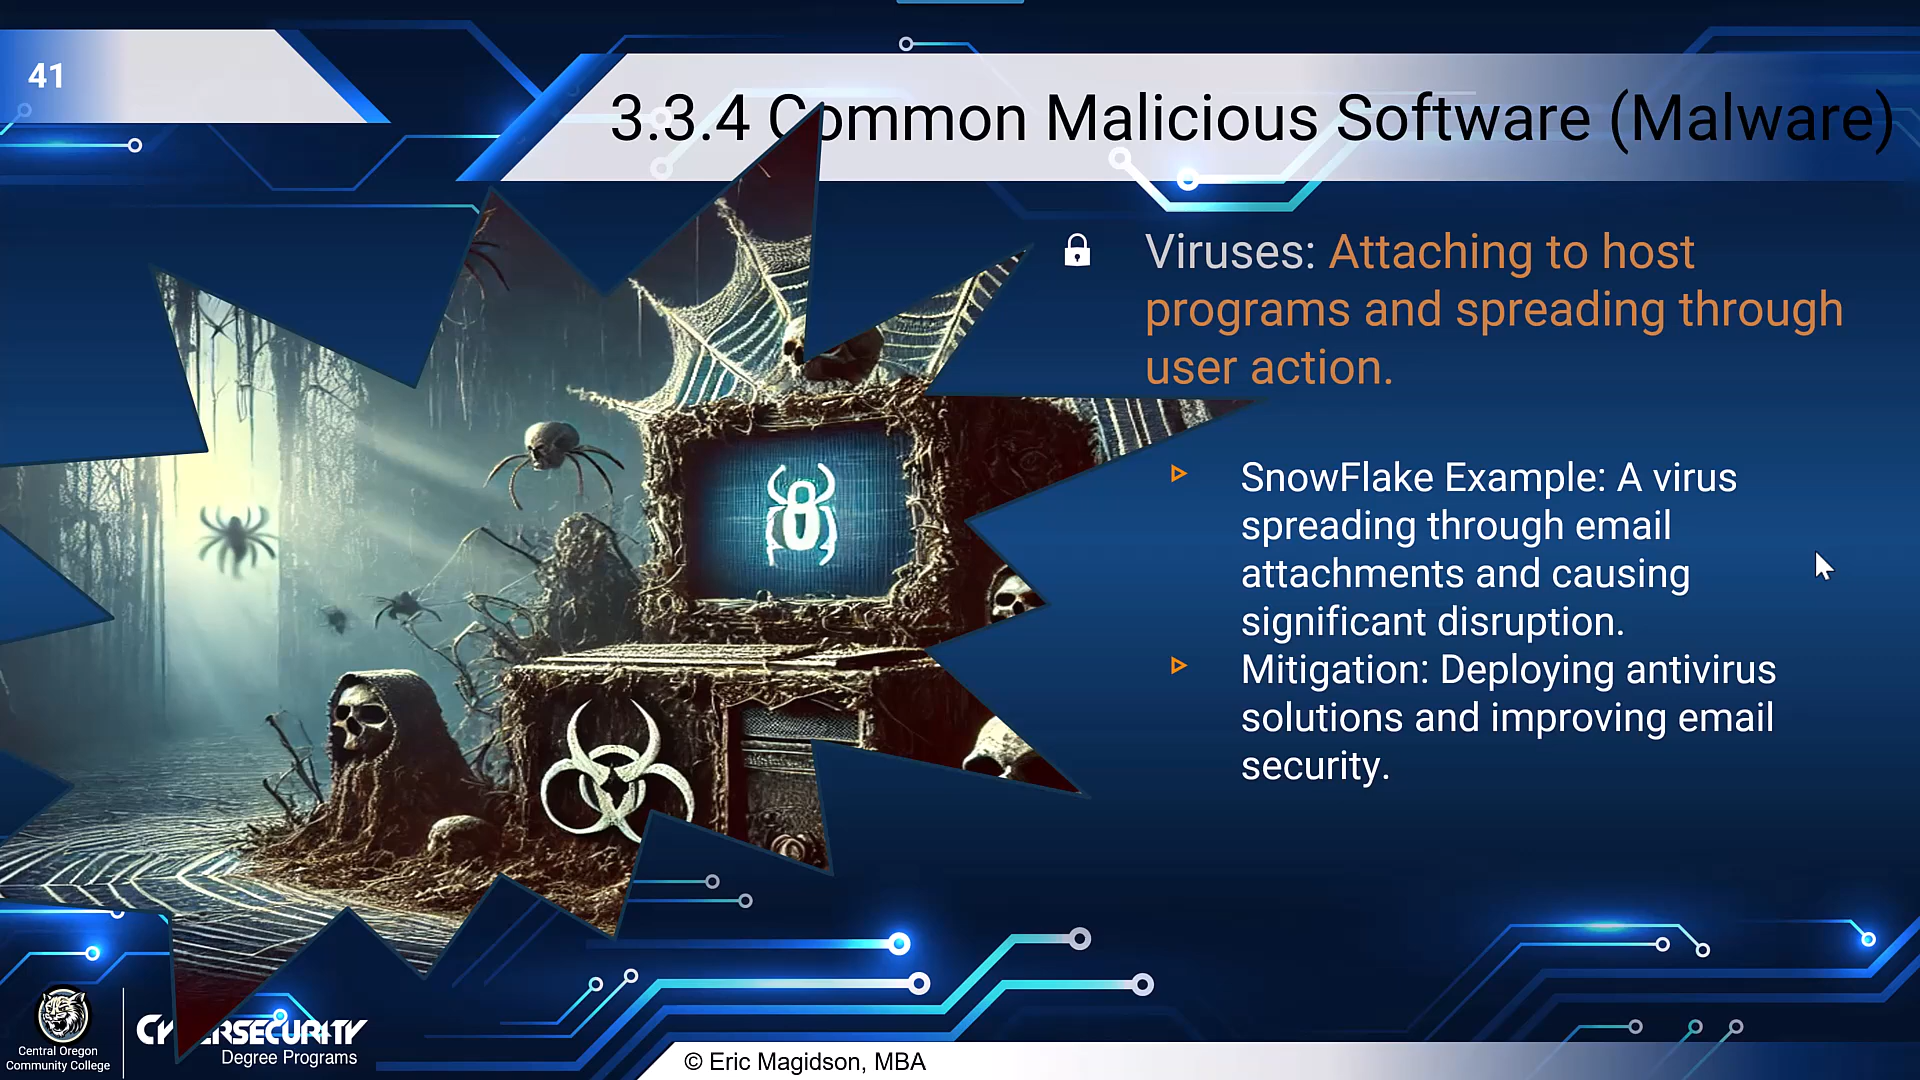 41
3.3.4 Common Malicious Software (Malware)
Viruses: Attaching to host
programs and spreading through
user action.
SnowFlake Example: A virus
spreading through email
attachments and causing
significant disruption.
Mitigation: Deploying antivirus
solutions and improving email
security.
Central Oregon
Community College
CYBERSECURITY
Degree Programs
© Eric Magidson, MBA